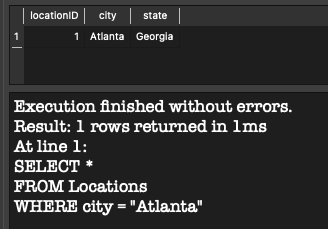 locationID city state
1 1 Atlanta Georgia
Execution finished without errors.
Result: 1 rows returned in 1ms
At line 1:
SELECT *
FROM Locations
WHERE city = "Atlanta"